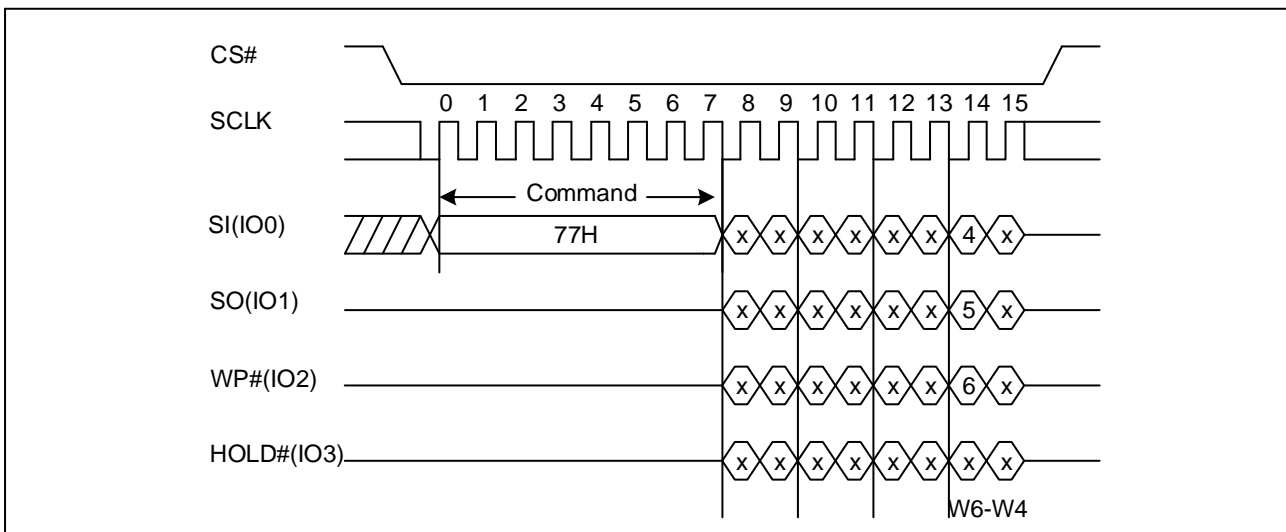 CS#
0 1 2 3 4 5 6 7 8 9 10 11 12 13 14 15
SCLK
Command
SI(IO0) 77H x x x x x x 4 x
SO(IO1) x x x x x x 5 x
WP#(IO2) x x x x x x 6 x
HOLD#(IO3) x x x x x x x x
W6-W4